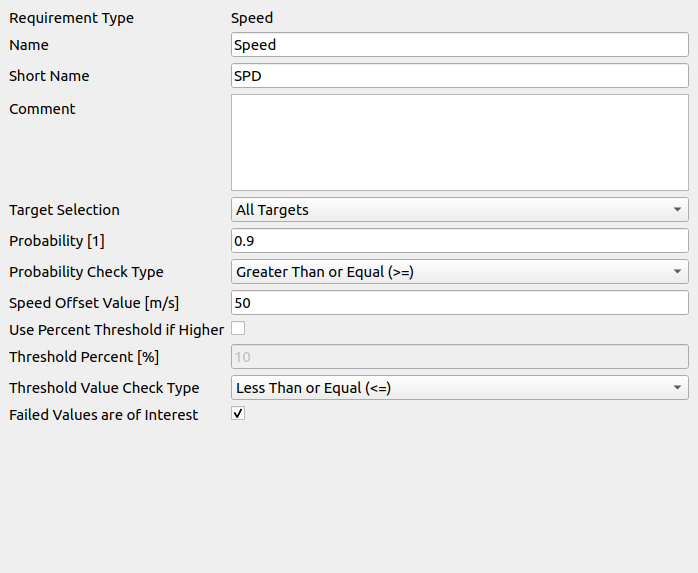 Requirement Type Speed
Name Speed
Short Name SPD
Comment
Target Selection All Targets
Probability [1] 0.9
Probability Check Type Greater Than or Equal (>=)
Speed Offset Value [m/s] 50
Use Percent Threshold if Higher
Threshold Percent [%] 10
Threshold Value Check Type Less Than or Equal (<=)
Failed Values are of Interest